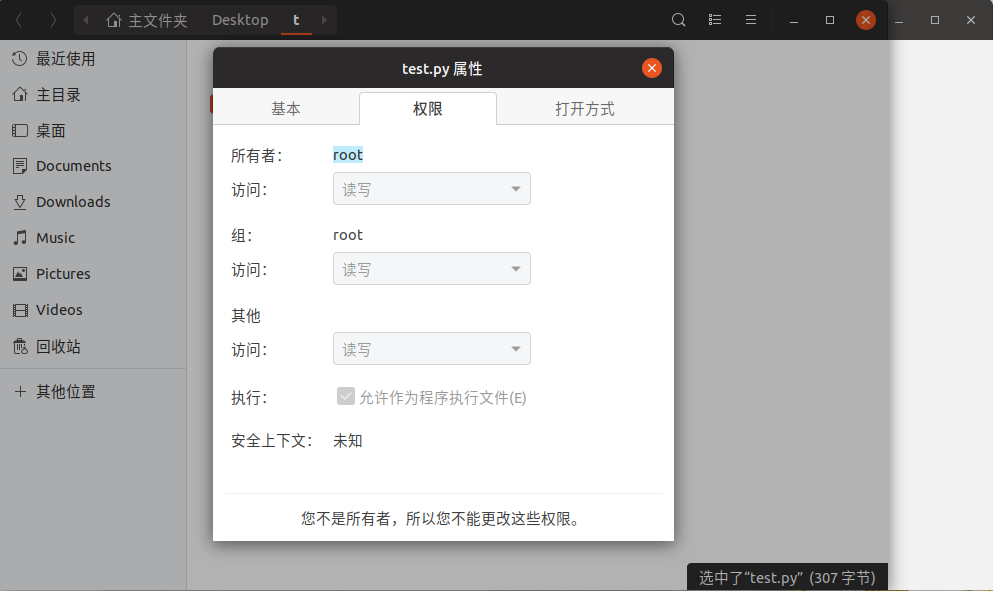 主文件夹 Desktop t
最近使用
主目录
桌面
Documents
Downloads
Music
Pictures
Videos
回收站
其他位置
test.py 属性
基本 权限 打开方式
所有者: root
访问: 读写
组: root
访问: 读写
其他
访问: 读写
执行: 允许作为程序执行文件(E)
安全上下文: 未知
您不是所有者，所以您不能更改这些权限。
选中了“test.py” (307 字节)